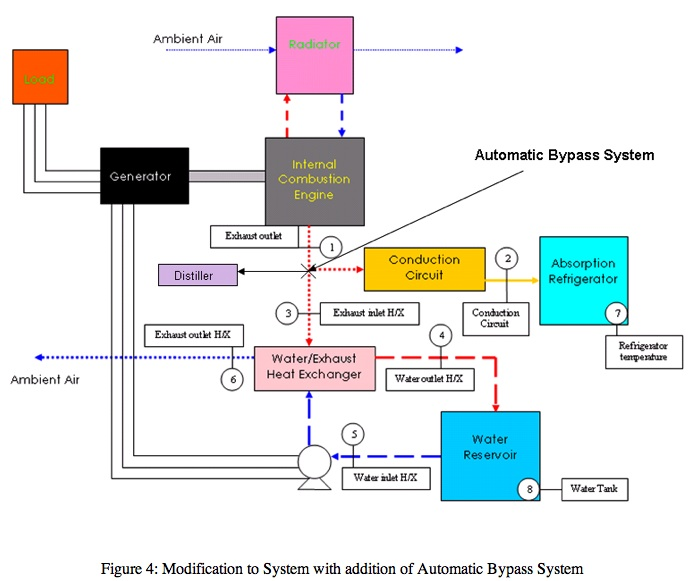 Ambient Air
Radiator
Load
Automatic Bypass System
Internal
Combustion
Engine
Generator
Exhaust outlet
1
Conduction
Circuit
2
Absorption
Refrigerator
Distiller
3
Exhaust inlet H/X
Conduction
Circuit
7
Refrigerator
temperature
Exhaust outlet H/X
4
Water/Exhaust
Heat Exchanger
6
Water outlet H/X
Ambient Air
Water
Reservoir
5
Water inlet H/X
8
Water Tank
Figure 4: Modification to System with addition of Automatic Bypass System